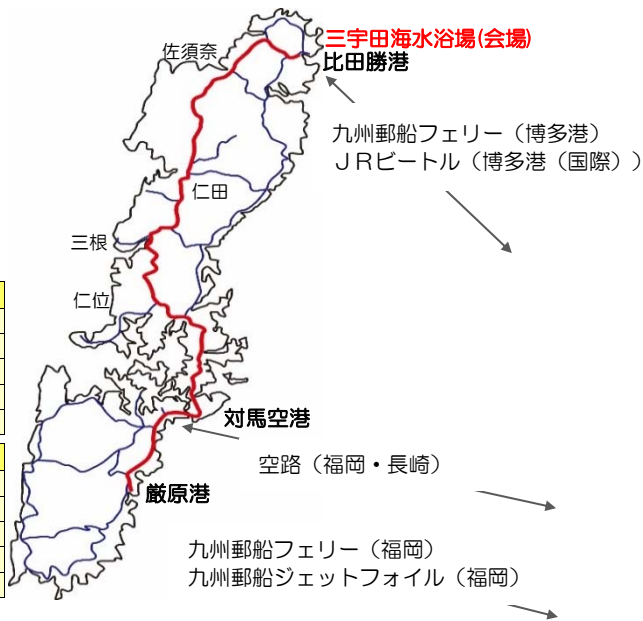 三宇田海水浴場(会場)
佐須奈
比田勝港
九州郵船フェリー（博多港）
ＪＲビートル（博多港（国際））
仁田
三根
仁位
対馬空港
空路（福岡・長崎）
厳原港
九州郵船フェリー（福岡）
九州郵船ジェットフォイル（福岡）